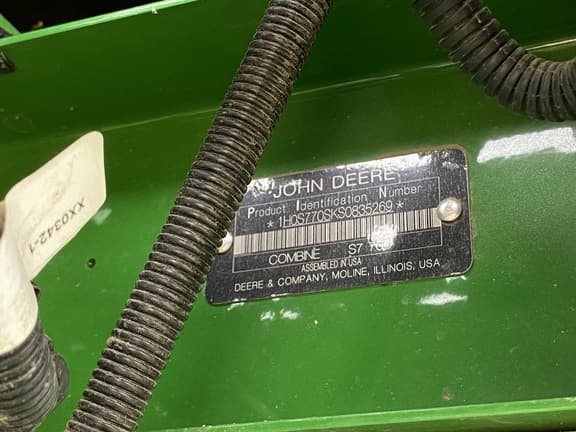 JOHN DEERE
Product Identification Number
*1H0S770SKS0835269*
COMBINE S7
ASSEMBLED IN USA
DEERE & COMPANY, MOLINE, ILLINOIS, USA
XX0342-1